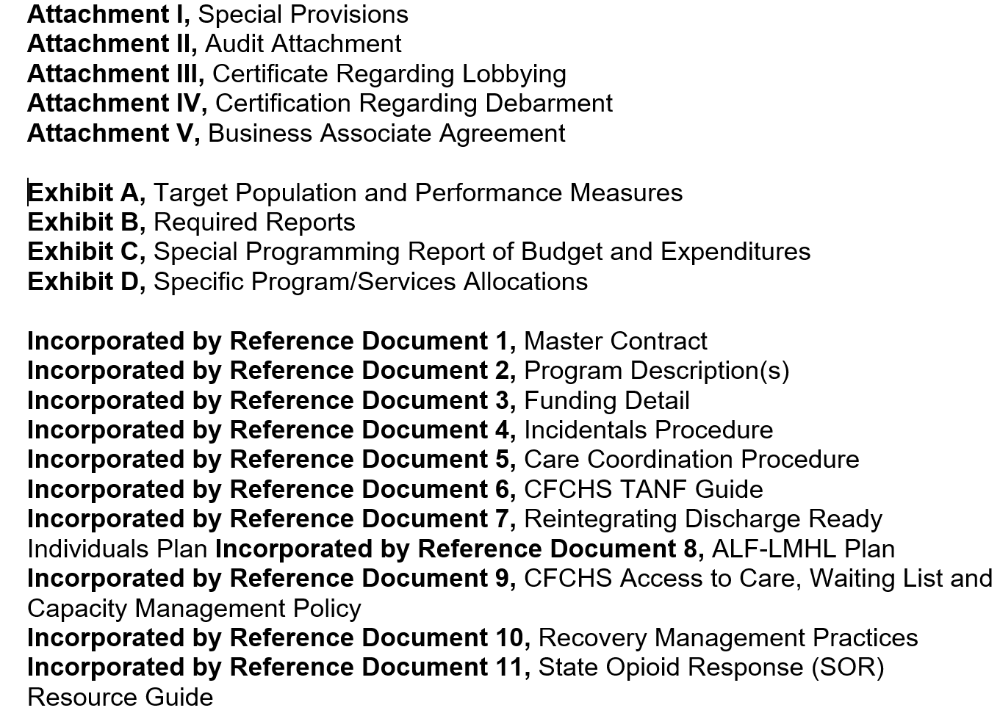 Attachment I, Special Provisions
Attachment II, Audit Attachment
Attachment III, Certificate Regarding Lobbying
Attachment IV, Certification Regarding Debarment
Attachment V, Business Associate Agreement
Exhibit A, Target Population and Performance Measures
Exhibit B, Required Reports
Exhibit C, Special Programming Report of Budget and Expenditures
Exhibit D, Specific Program/Services Allocations
Incorporated by Reference Document 1, Master Contract
Incorporated by Reference Document 2, Program Description(s)
Incorporated by Reference Document 3, Funding Detail
Incorporated by Reference Document 4, Incidentals Procedure
Incorporated by Reference Document 5, Care Coordination Procedure
Incorporated by Reference Document 6, CFCHS TANF Guide
Incorporated by Reference Document 7, Reintegrating Discharge Ready
Individuals Plan Incorporated by Reference Document 8, ALF-LMHL Plan
Incorporated by Reference Document 9, CFCHS Access to Care, Waiting List and
Capacity Management Policy
Incorporated by Reference Document 10, Recovery Management Practices
Incorporated by Reference Document 11, State Opioid Response (SOR)
Resource Guide